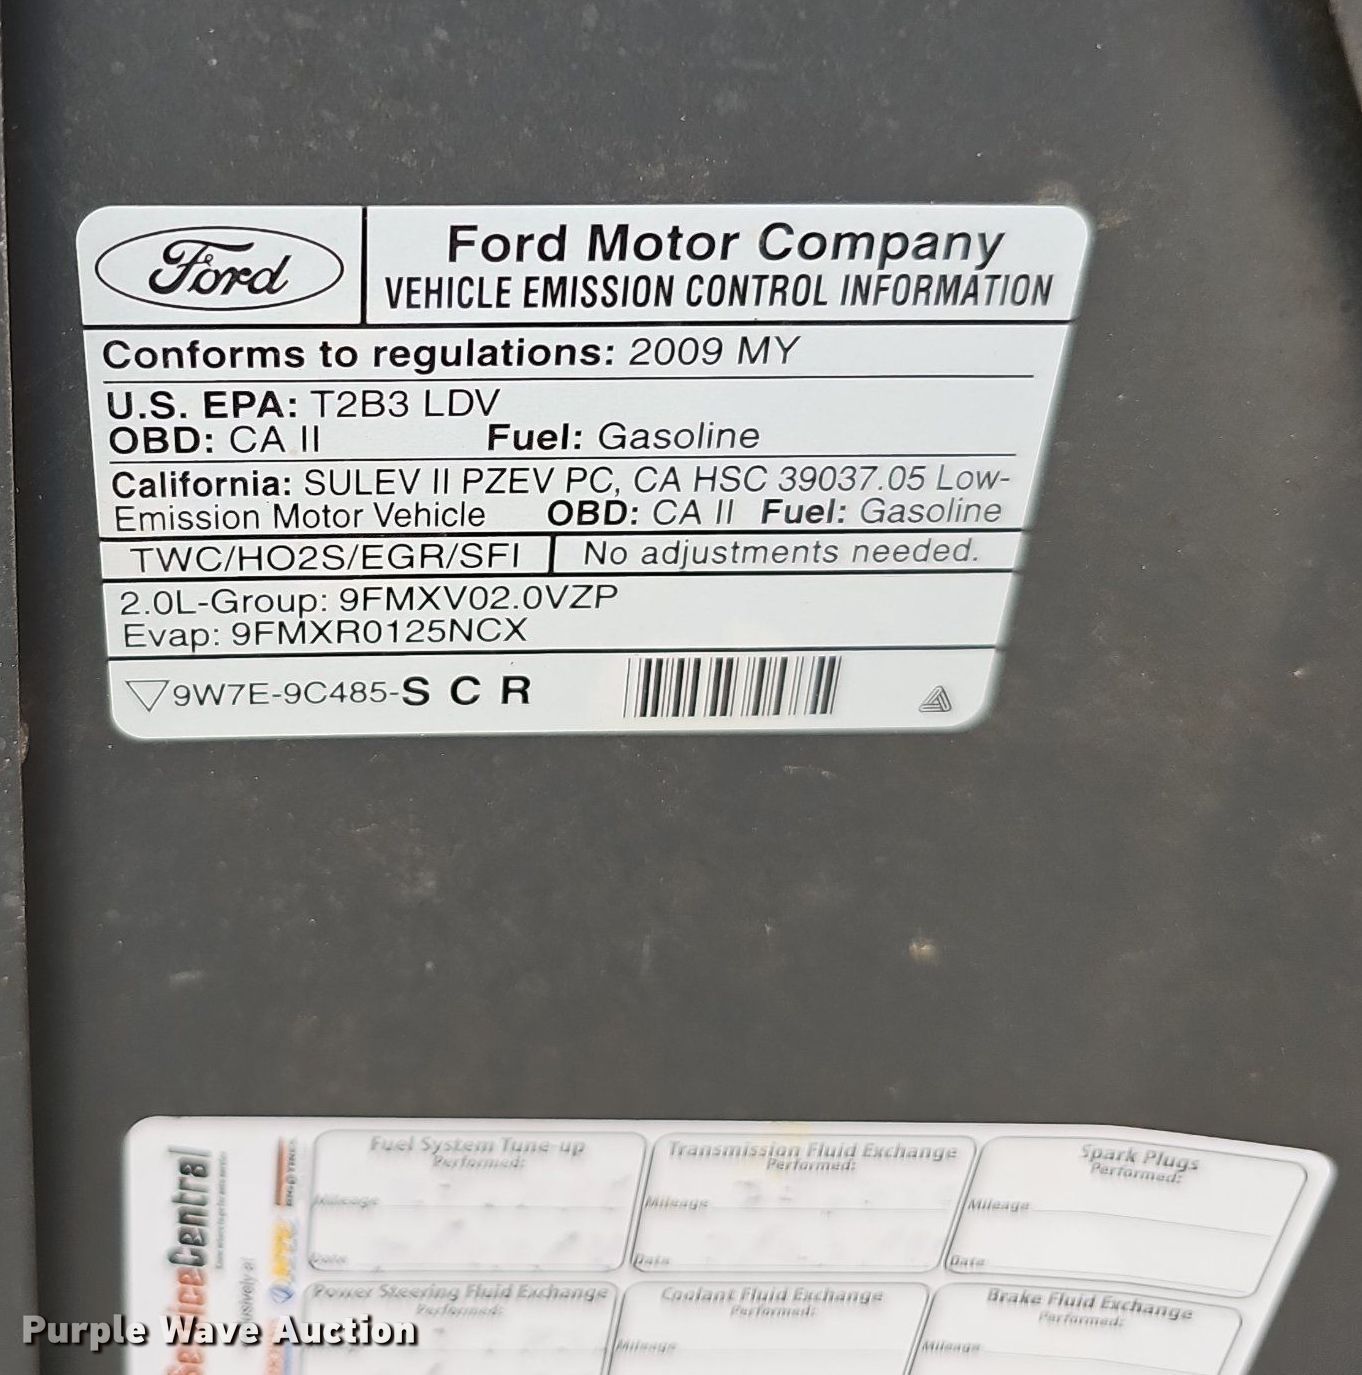 Ford
Ford Motor Company
VEHICLE EMISSION CONTROL INFORMATION
Conforms to regulations: 2009 MY
U.S. EPA: T2B3 LDV
OBD: CA II Fuel: Gasoline
California: SULEV II PZEV PC, CA HSC 39037.05 Low-
Emission Motor Vehicle OBD: CA II Fuel: Gasoline
TWC/HO2S/EGR/SFI No adjustments needed.
2.0L-Group: 9FMXV02.0VZP
Evap: 9FMXR0125NCX
9W7E-9C485-S C R
ServiceCentral
Fuel System Tune-up
Performed:
Mileage
Date
Transmission Fluid Exchange
Performed:
Mileage
Date
Spark Plugs
Performed:
Mileage
Date
Power Steering Fluid Exchange
Performed:
Coolant Fluid Exchange
Performed:
Mileage
Brake Fluid Exchange
Performed:
Mileage
Purple Wave Auction